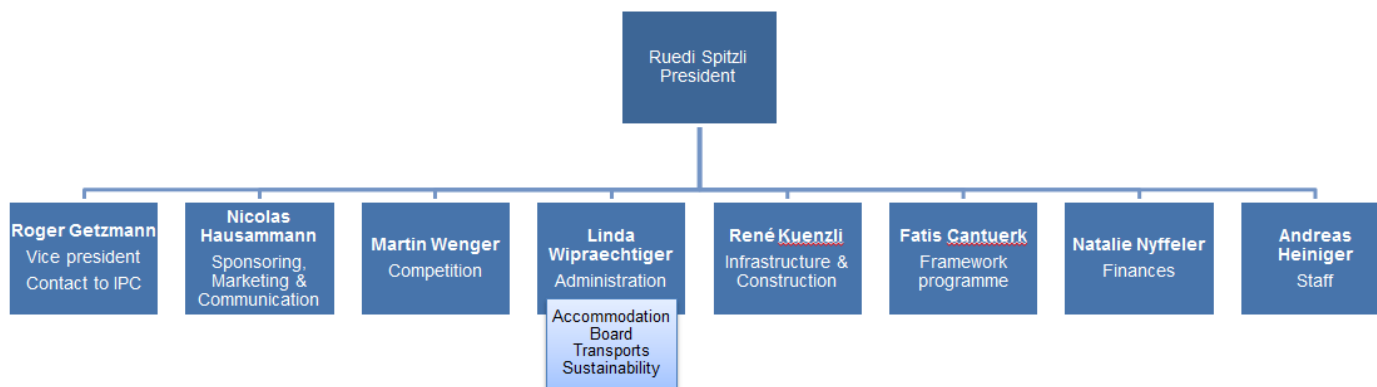 Ruedi Spitzli
President
Roger Getzmann
Vice president
Contact to IPC
Nicolas
Hausammann
Sponsoring,
Marketing &
Communication
Martin Wenger
Competition
Linda
Wipraechtiger
Administration
Accommodation
Board
Transports
Sustainability
René Kuenzli
Infrastructure &
Construction
Fatis Cantuerk
Framework
programme
Natalie Nyffeler
Finances
Andreas
Heiniger
Staff